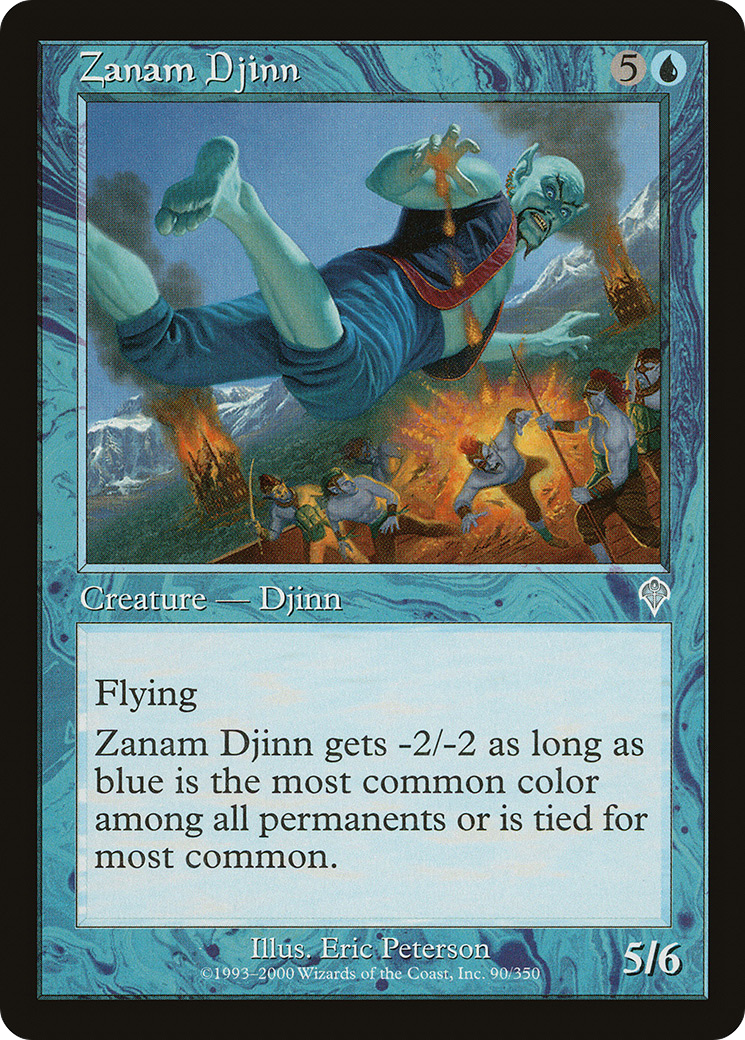 Zanam Djinn 5
Creature — Djinn
Flying
Zanam Djinn gets -2/-2 as long as
blue is the most common color
among all permanents or is tied for
most common.
Illus. Eric Peterson
©1993–2000 Wizards of the Coast, Inc. 90/350
5/6